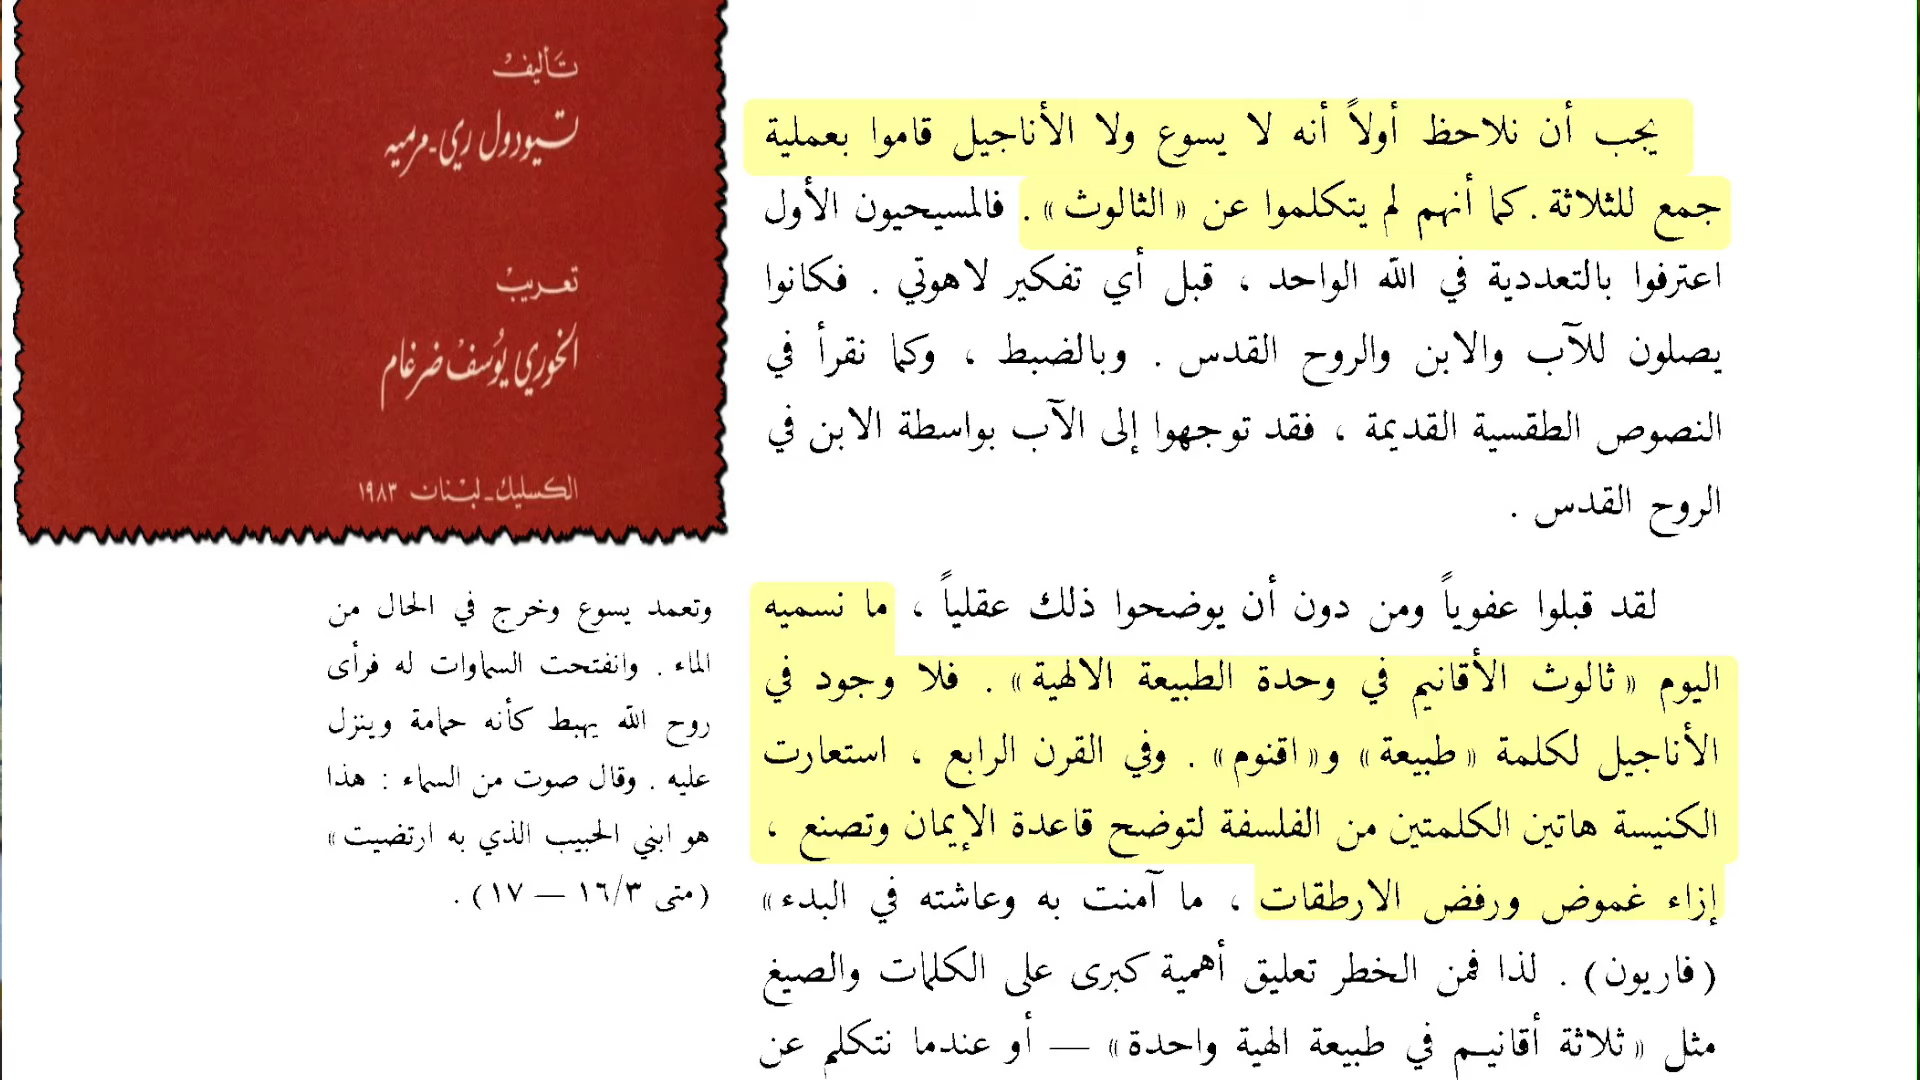 تأليف
تيودول ري-مرميه
تعريب
الخوري يوسف ضرغام
الكسليك - لبنان ١٩٨٣
يجب أن نلاحظ أولاً أنه لا يسوع ولا الأناجيل قاموا بعملية
جمع للثلاثة . كما أنهم لم يتكلموا عن «الثالوث» . فالمسيحيون الأول
اعترفوا بالتعددية في الله الواحد ، قبل أي تفكير لاهوتي . فكانوا
يصلون للآب والابن والروح القدس . وبالضبط ، وكما نقرأ في
النصوص الطقسية القديمة ، فقد توجهوا إلى الآب بواسطة الابن في
الروح القدس .
لقد قبلوا عفوياً ومن دون أن يوضحوا ذلك عقلياً ، ما نسميه
اليوم «ثالوث الأقانيم في وحدة الطبيعة الالهية» . فلا وجود في
الأناجيل لكلمة «طبيعة» و«اقنوم» . وفي القرن الرابع ، استعارت
الكنيسة هاتين الكلمتين من الفلسفة لتوضح قاعدة الإيمان وتصنع ،
إزاء غموض ورفض الارطقات ، ما آمنت به وعاشته في البدء»
(فاريون) . لذا فمن الخطر تعليق أهمية كبرى على الكلمات والصيغ
مثل «ثلاثة أقانيم في طبيعة الهية واحدة» — أو عندما نتكلم عن
وتعمد يسوع وخرج في الحال من
الماء . وانفتحت السماوات له فرأى
روح الله يهبط كأنه حمامة وينزل
عليه . وقال صوت من السماء : هذا
هو ابني الحبيب الذي به ارتضيت»
(متى ١٦/٣ — ١٧) .